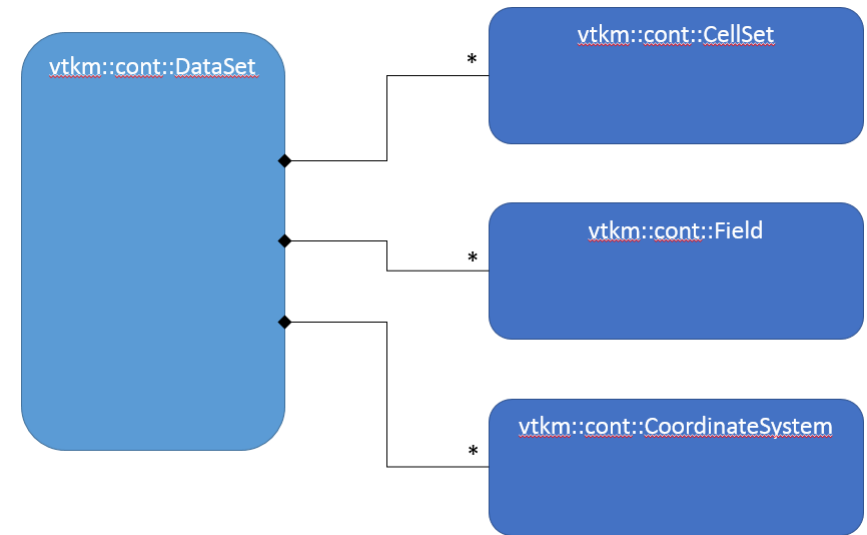 vtkm::cont::DataSet
vtkm::cont::CellSet
*
vtkm::cont::Field
*
vtkm::cont::CoordinateSystem
*